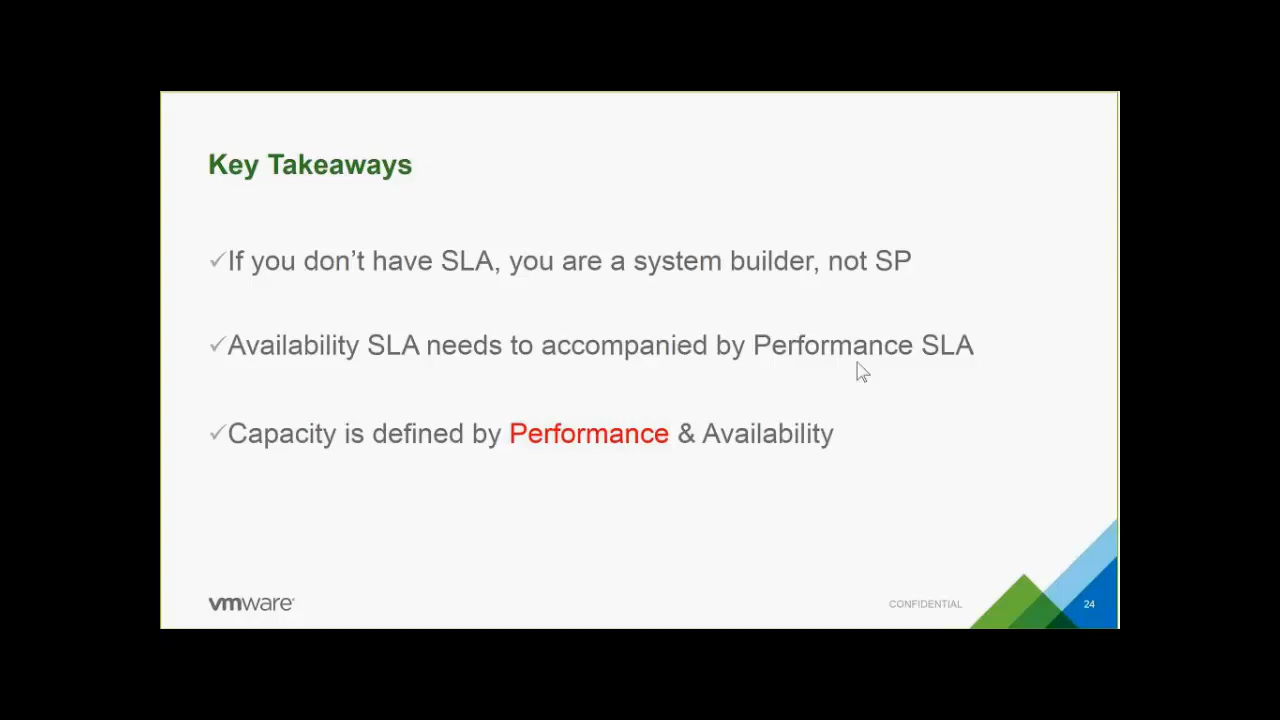 Key Takeaways
✓If you don’t have SLA, you are a system builder, not SP
✓Availability SLA needs to accompanied by Performance SLA
✓Capacity is defined by Performance & Availability
vmware
CONFIDENTIAL
24